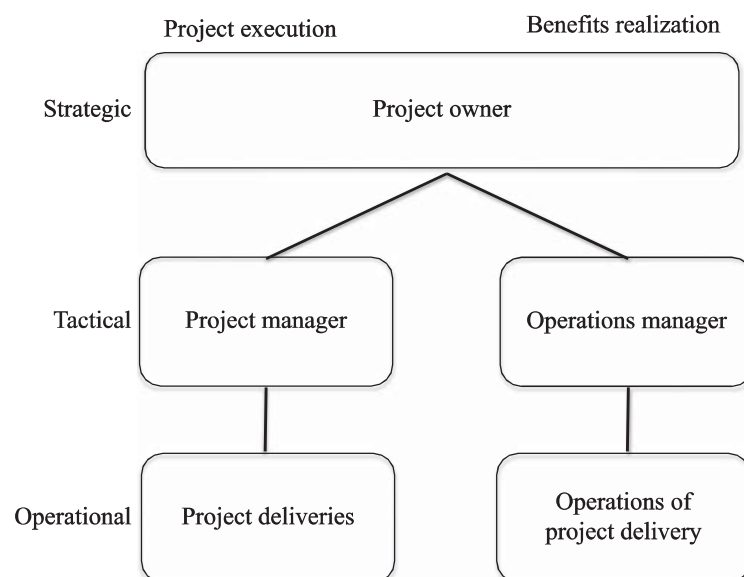 Project execution
Benefits realization
Strategic
Project owner
Tactical
Project manager
Operations manager
Operational
Project deliveries
Operations of
project delivery